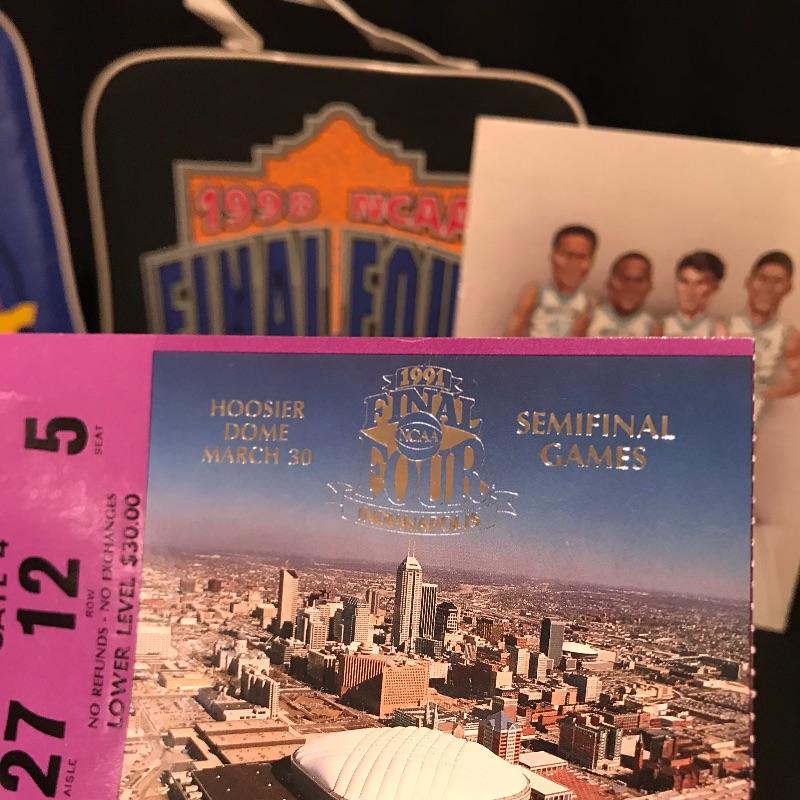 1998 NCAA
FINAL FOUR
5
SEAT
12
ROW
27
AISLE
NO REFUNDS - NO EXCHANGES
LOWER LEVEL $30.00
HOOSIER
DOME
MARCH 30
1991
FINAL
NCAA
FOUR
INDIANAPOLIS
SEMIFINAL
GAMES